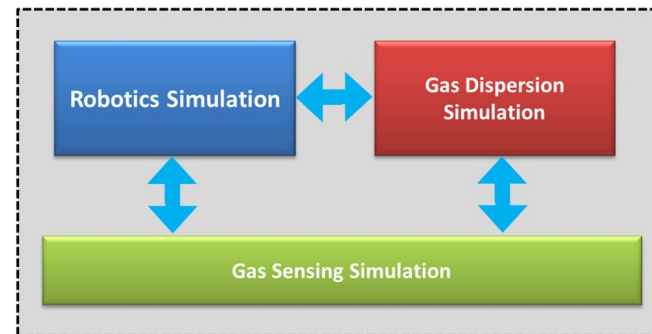 Robotics Simulation
Gas Dispersion
Simulation
Gas Sensing Simulation